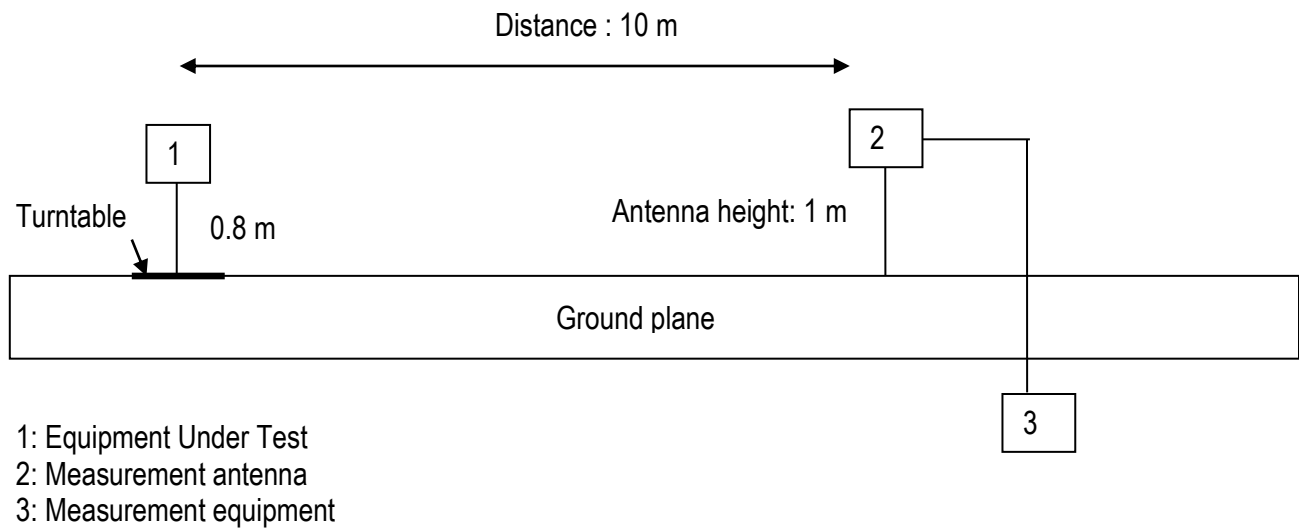 Distance : 10 m
1
2
Turntable
0.8 m
Antenna height: 1 m
Ground plane
3
1: Equipment Under Test
2: Measurement antenna
3: Measurement equipment